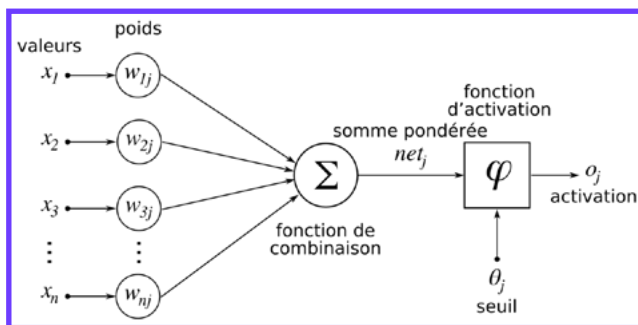 valeurs
poids
x1
w1j
x2
w2j
x3
w3j
xn
wnj
Σ
fonction de
combinaison
somme pondérée
netj
fonction
d'activation
φ
oj
activation
θj
seuil